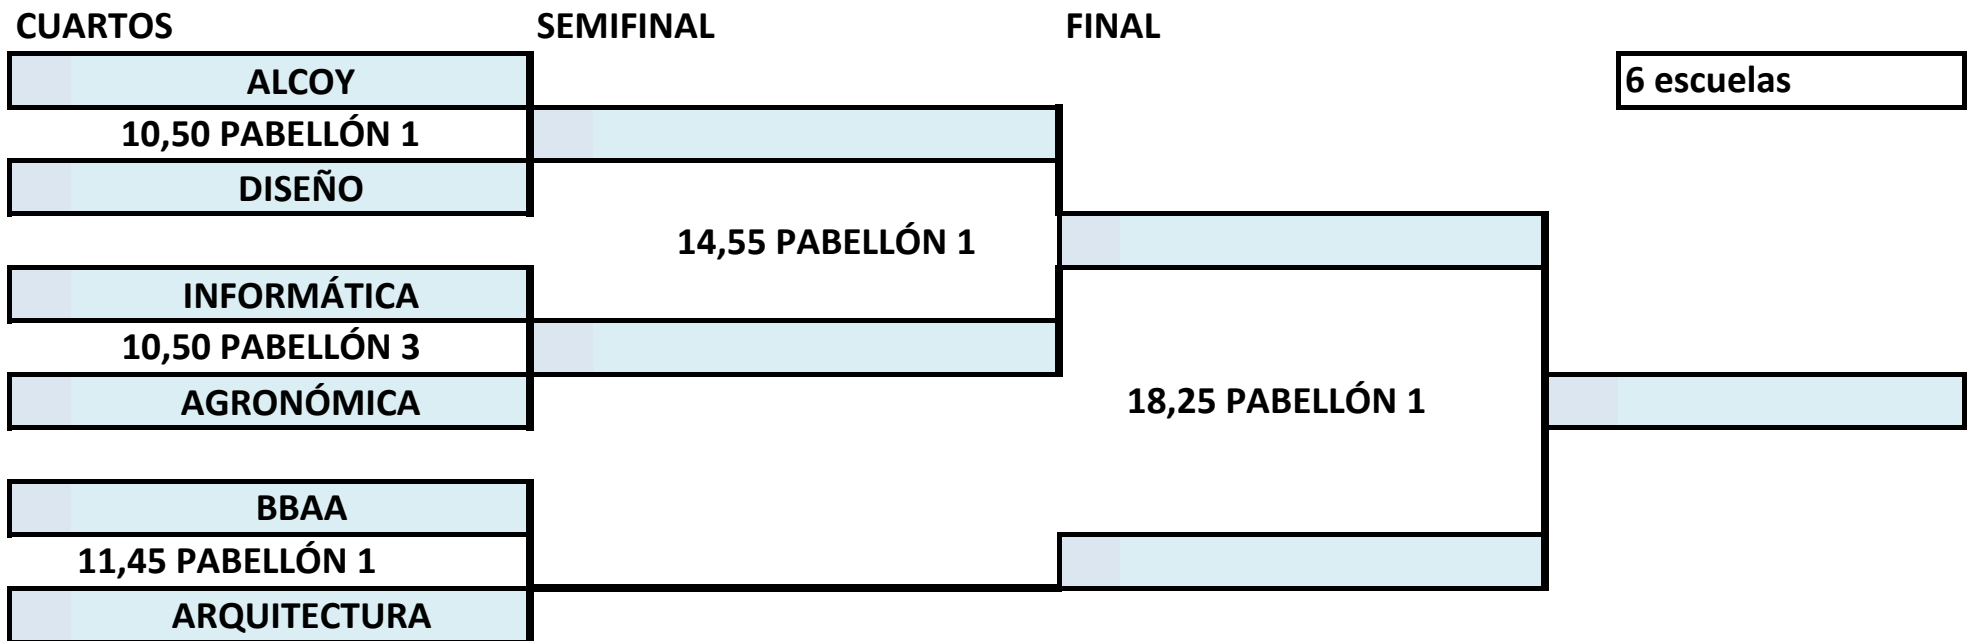 CUARTOS SEMIFINAL FINAL
ALCOY
6 escuelas
10,50 PABELLÓN 1
DISEÑO
14,55 PABELLÓN 1
INFORMÁTICA
10,50 PABELLÓN 3
AGRONÓMICA
18,25 PABELLÓN 1
BBAA
11,45 PABELLÓN 1
ARQUITECTURA